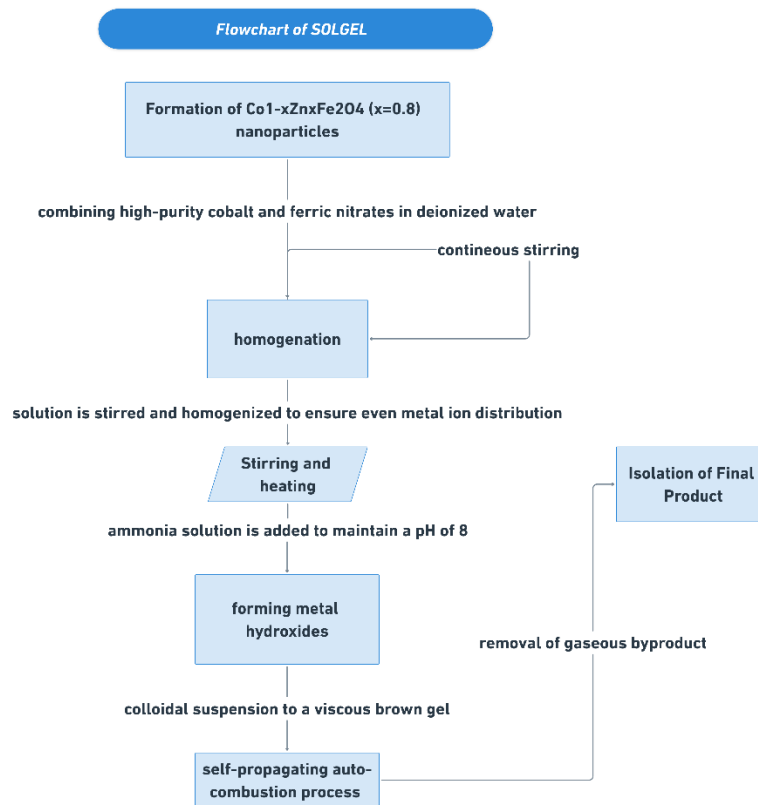 Flowchart of SOLGEL
Formation of Co1-xZnxFe2O4 (x=0.8)
nanoparticles
combining high-purity cobalt and ferric nitrates in deionized water
contineous stirring
homogenation
solution is stirred and homogenized to ensure even metal ion distribution
Stirring and
heating
Isolation of Final
Product
ammonia solution is added to maintain a pH of 8
forming metal
hydroxides
removal of gaseous byproduct
colloidal suspension to a viscous brown gel
self-propagating auto-
combustion process